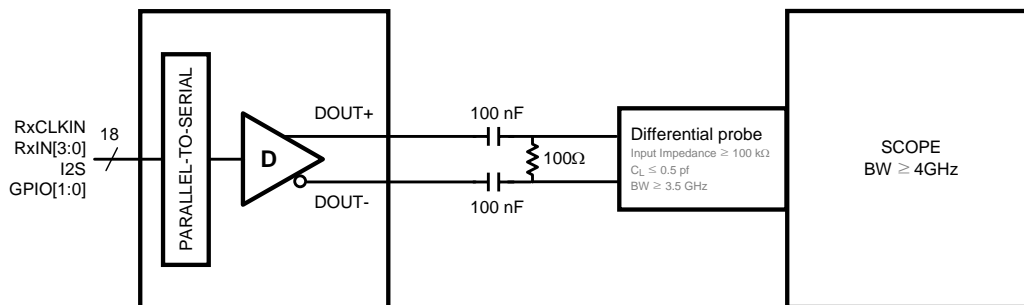 RxCLKIN
RxIN[3:0]
I2S
GPIO[1:0]
18
PARALLEL-TO-SERIAL
D
DOUT+
DOUT-
100 nF
100Ω
100 nF
Differential probe
Input Impedance ≥ 100 kΩ
CL ≤ 0.5 pf
BW ≥ 3.5 GHz
SCOPE
BW ≥ 4GHz